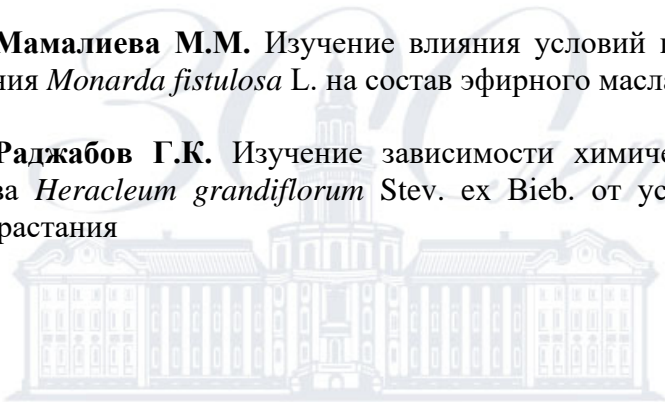 Мамалиева М.М. Изучение влияния условий
ния Monarda fistulosa L. на состав эфирного масла
Раджабов Г.К. Изучение зависимости химиче
ва Heracleum grandiflorum Stev. ex Bieb. от ус
растания